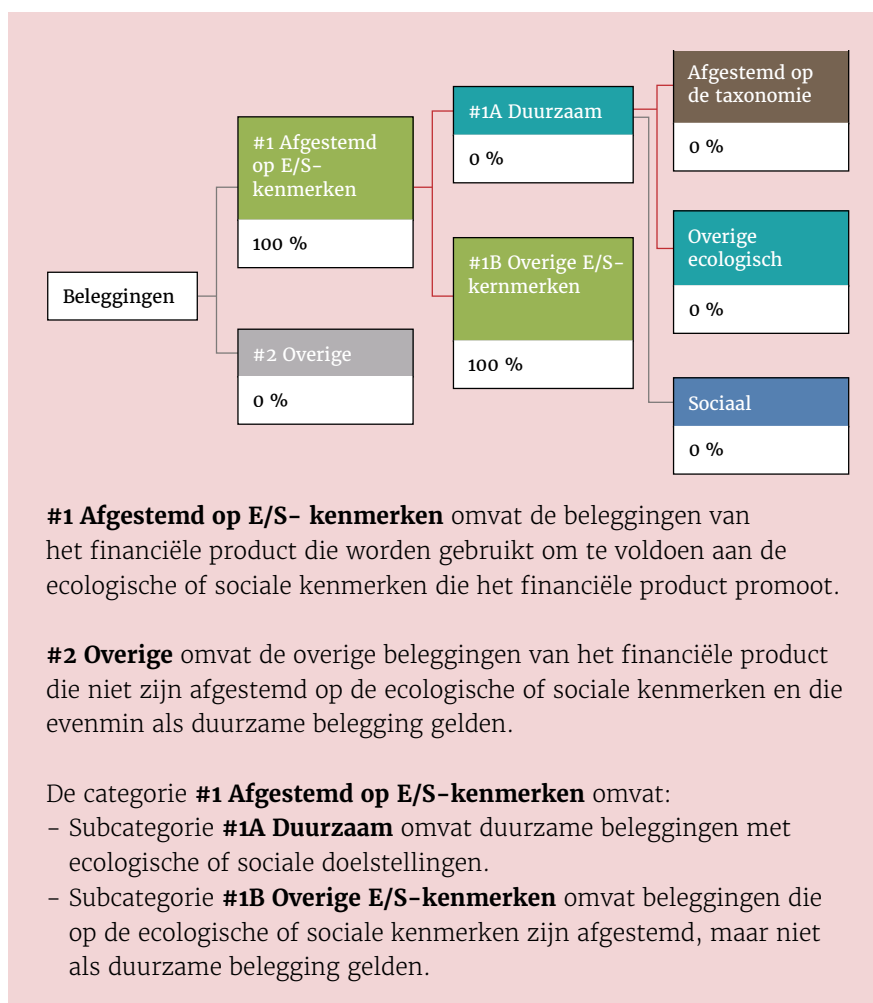 Afgestemd op
de taxonomie
0 %
#1A Duurzaam
0 %
#1 Afgestemd
op E/S-
kenmerken
100 %
Overige
ecologisch
0 %
#1B Overige E/S-
kernmerken
100 %
Beleggingen
#2 Overige
0 %
Sociaal
0 %
#1 Afgestemd op E/S- kenmerken omvat de beleggingen van
het financiële product die worden gebruikt om te voldoen aan de
ecologische of sociale kenmerken die het financiële product promoot.
#2 Overige omvat de overige beleggingen van het financiële product
die niet zijn afgestemd op de ecologische of sociale kenmerken en die
evenmin als duurzame belegging gelden.
De categorie #1 Afgestemd op E/S-kenmerken omvat:
- Subcategorie #1A Duurzaam omvat duurzame beleggingen met
ecologische of sociale doelstellingen.
- Subcategorie #1B Overige E/S-kenmerken omvat beleggingen die
op de ecologische of sociale kenmerken zijn afgestemd, maar niet
als duurzame belegging gelden.